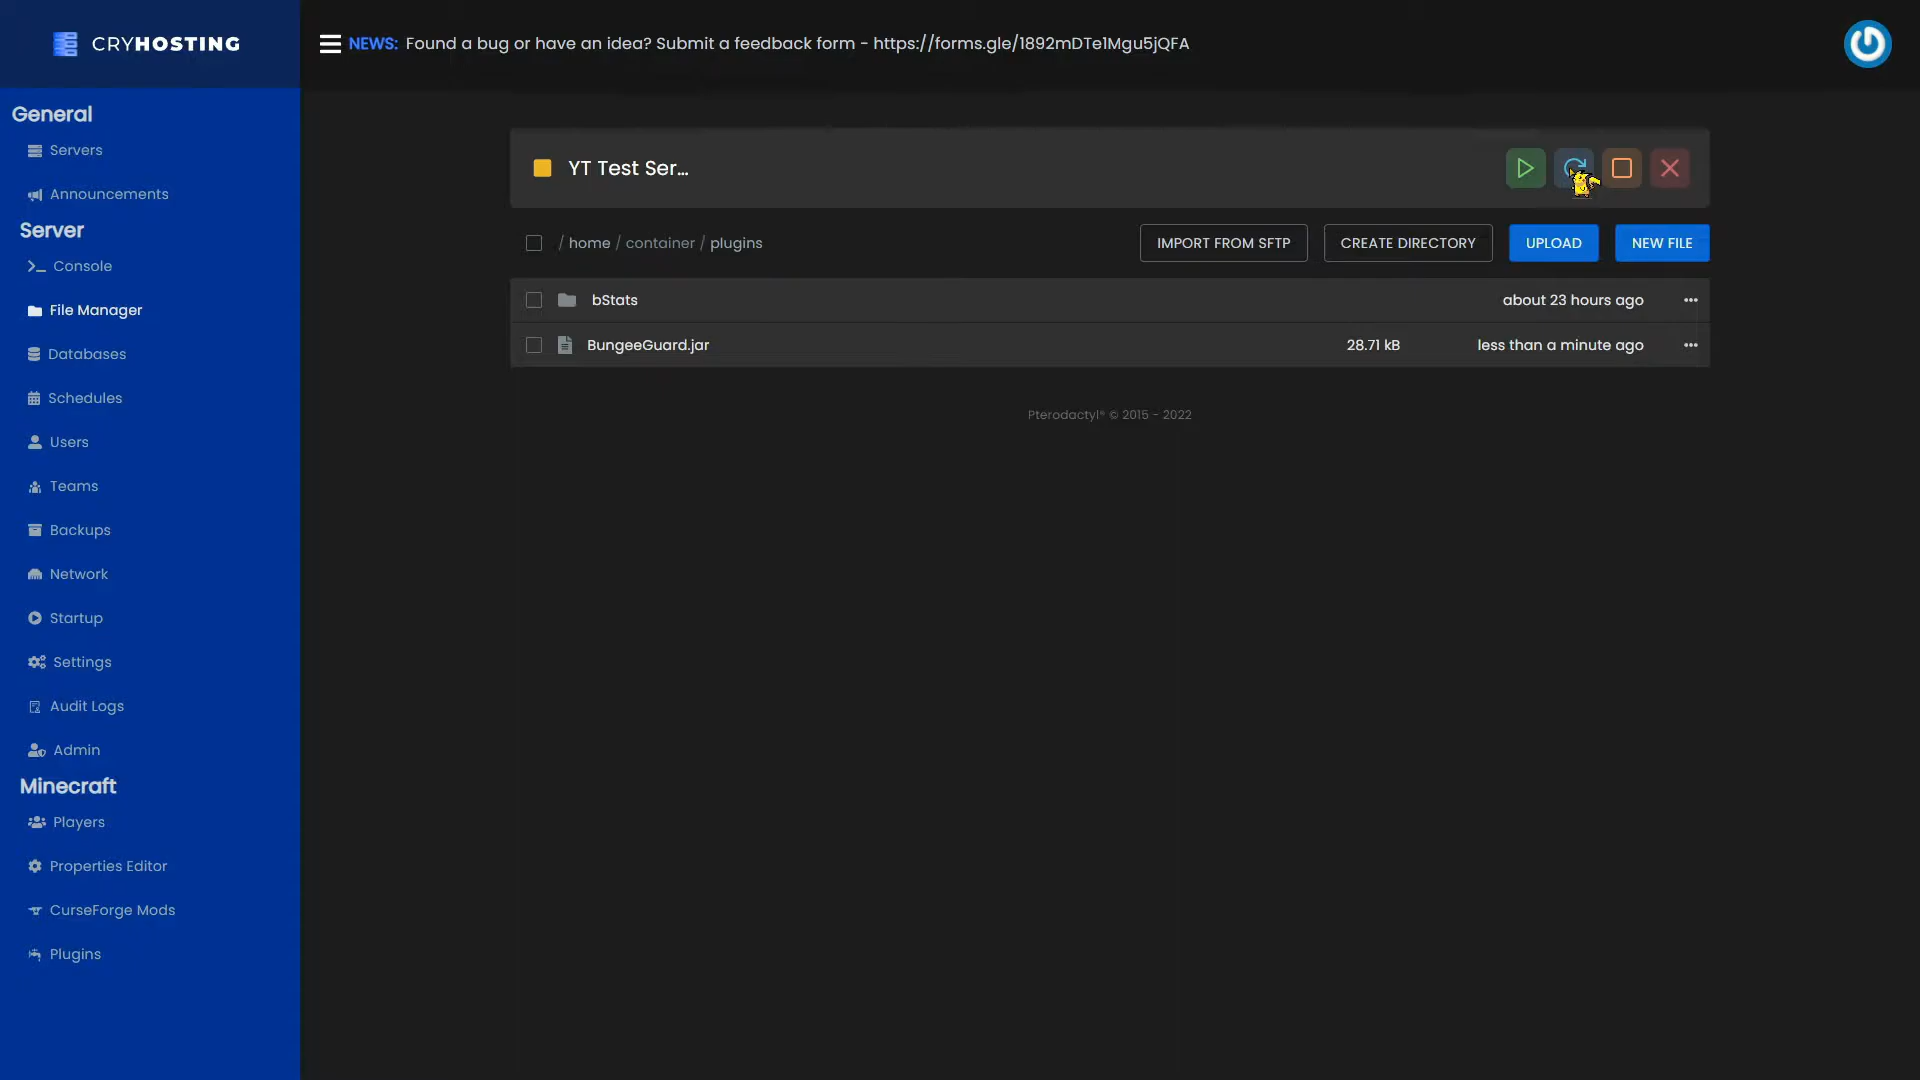 CRYHOSTING
NEWS: Found a bug or have an idea? Submit a feedback form - https://forms.gle/1892mDTe1Mgu5jQFA
General
Servers
Announcements
Server
Console
File Manager
Databases
Schedules
Users
Teams
Backups
Network
Startup
Settings
Audit Logs
Admin
Minecraft
Players
Properties Editor
CurseForge Mods
Plugins
YT Test Ser...
/ home / container / plugins
IMPORT FROM SFTP
CREATE DIRECTORY
UPLOAD
NEW FILE
bStats about 23 hours ago
BungeeGuard.jar 28.71 kB less than a minute ago
Pterodactyl® © 2015 - 2022